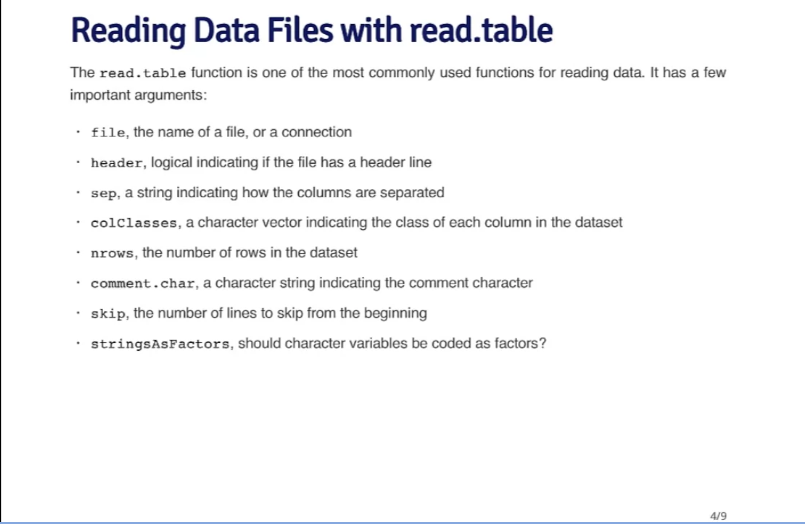 Reading Data Files with read.table
The read.table function is one of the most commonly used functions for reading data. It has a few
important arguments:
· file, the name of a file, or a connection
· header, logical indicating if the file has a header line
· sep, a string indicating how the columns are separated
· colClasses, a character vector indicating the class of each column in the dataset
· nrows, the number of rows in the dataset
· comment.char, a character string indicating the comment character
· skip, the number of lines to skip from the beginning
· stringsAsFactors, should character variables be coded as factors?
4/9